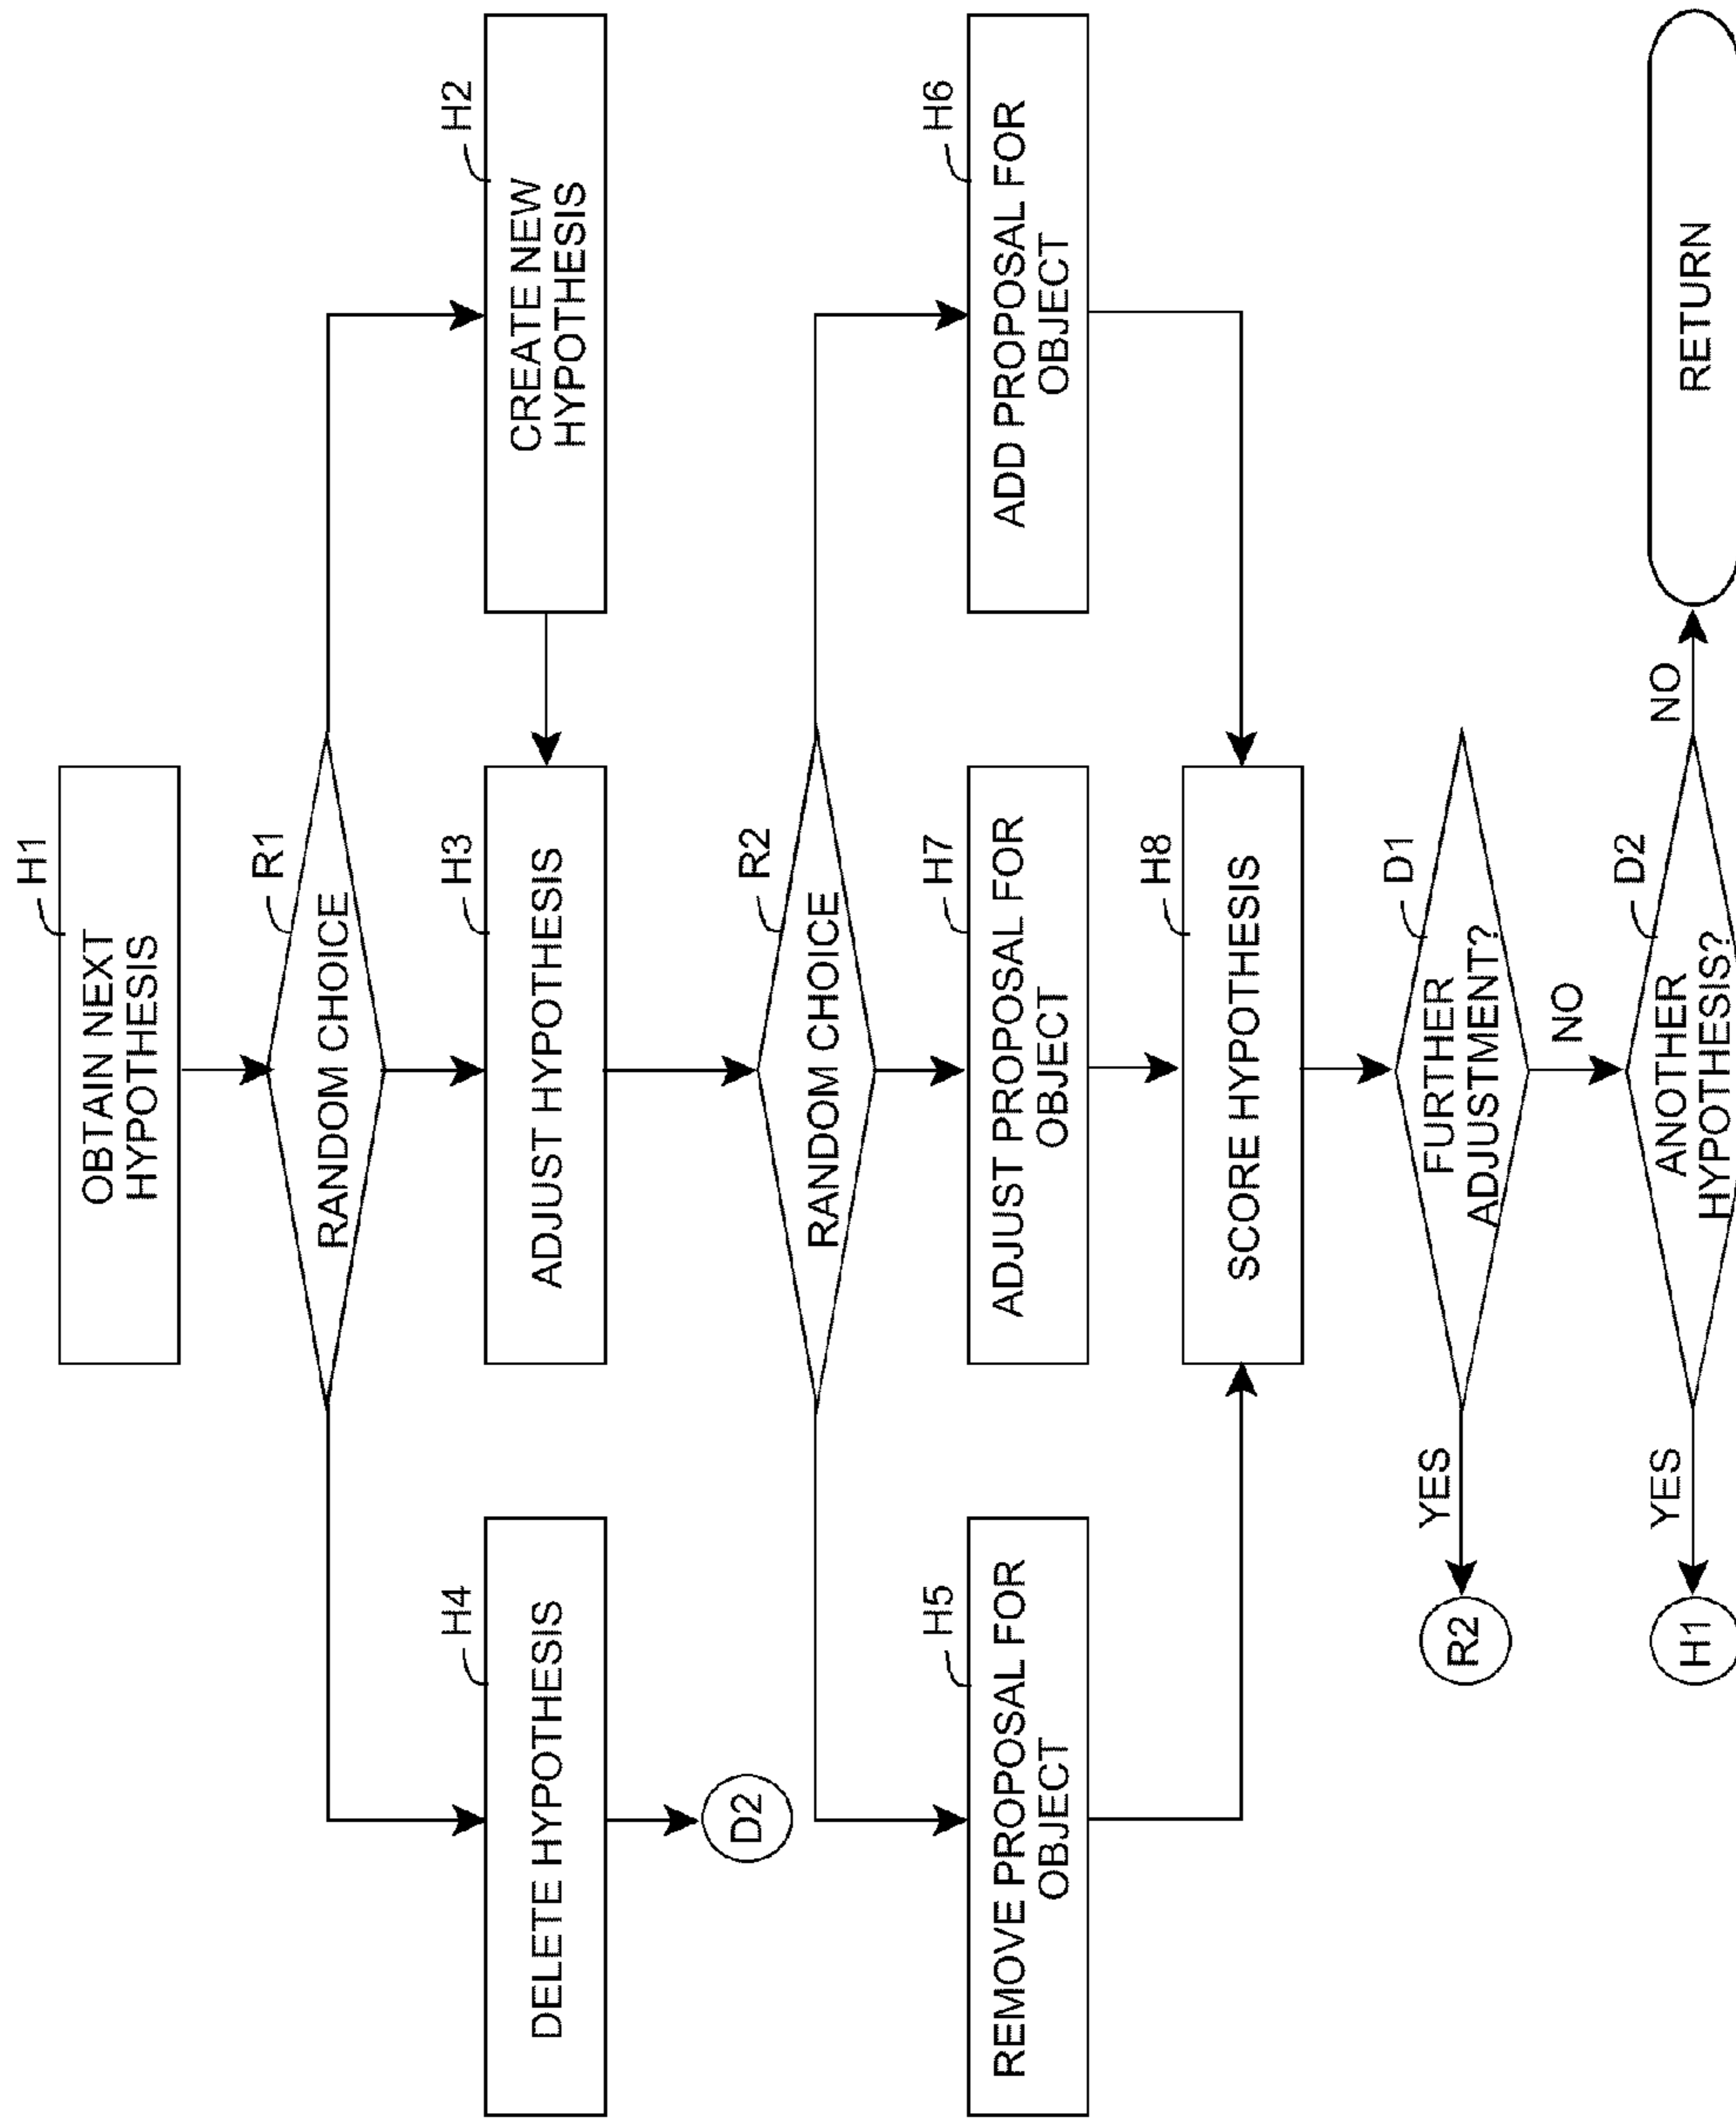 H1
OBTAIN NEXT
HYPOTHESIS
R1
RANDOM CHOICE
H4
DELETE HYPOTHESIS
H3
ADJUST HYPOTHESIS
H2
CREATE NEW
HYPOTHESIS
D2
R2
RANDOM CHOICE
H5
REMOVE PROPOSAL FOR
OBJECT
H7
ADJUST PROPOSAL FOR
OBJECT
H6
ADD PROPOSAL FOR
OBJECT
H8
SCORE HYPOTHESIS
D1
FURTHER
ADJUSTMENT?
YES
R2
NO
D2
ANOTHER
HYPOTHESIS?
YES
H1
NO
RETURN